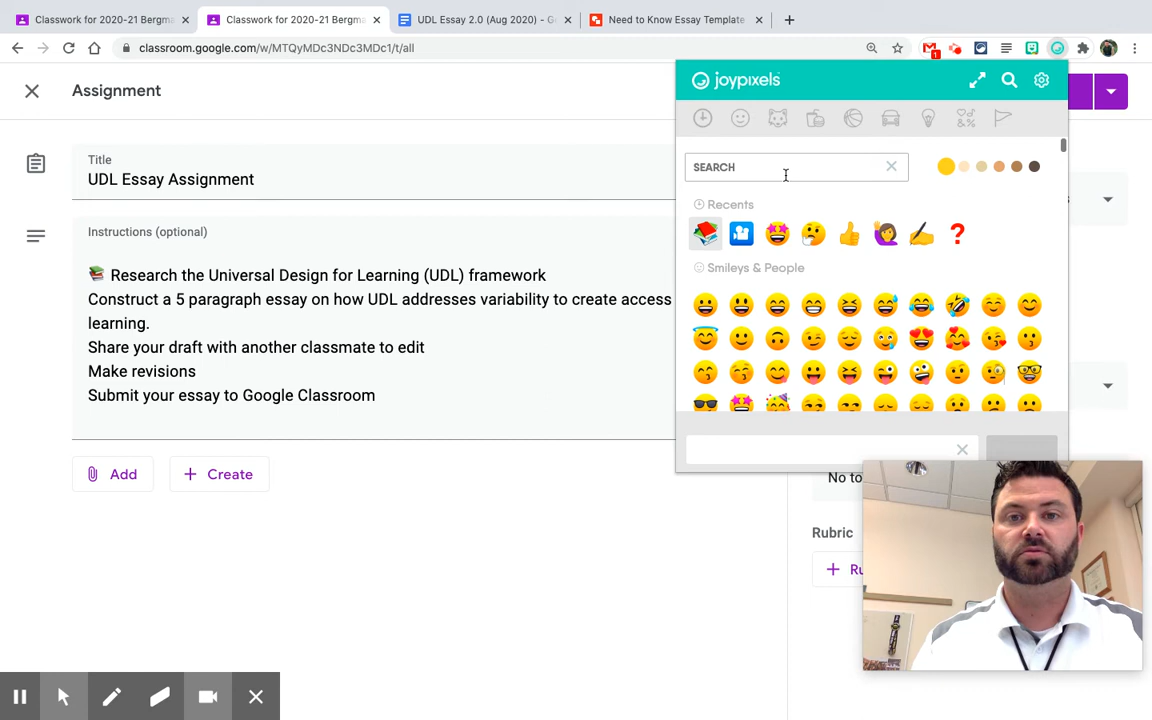 Classwork for 2020-21 Bergma
Classwork for 2020-21 Bergma
UDL Essay 2.0 (Aug 2020) - G
Need to Know Essay Template
classroom.google.com/w/MTQyMDc3NDc3MDc1/t/all
1
Assignment
joypixels
Title
UDL Essay Assignment
SEARCH
Instructions (optional)
Recents
📚 Research the Universal Design for Learning (UDL) framework
Smileys & People
Construct a 5 paragraph essay on how UDL addresses variability to create access
learning.
Share your draft with another classmate to edit
Make revisions
Submit your essay to Google Classroom
Add
Create
No to
Rubric
Ru